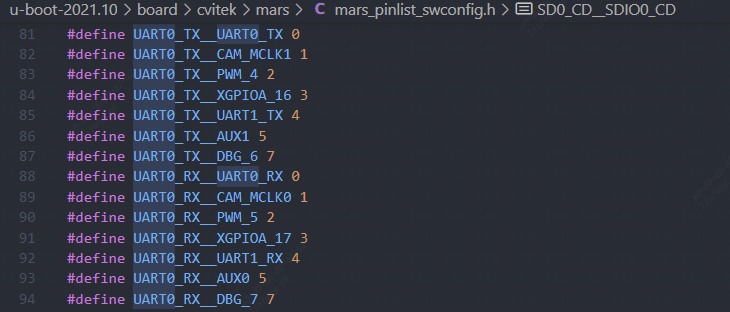 u-boot-2021.10 > board > cvitek > mars > C mars_pinlist_swconfig.h > SD0_CD__SDIO0_CD
81 #define UART0_TX__UART0_TX 0
82 #define UART0_TX__CAM_MCLK1 1
83 #define UART0_TX__PWM_4 2
84 #define UART0_TX__XGPIOA_16 3
85 #define UART0_TX__UART1_TX 4
86 #define UART0_TX__AUX1 5
87 #define UART0_TX__DBG_6 7
88 #define UART0_RX__UART0_RX 0
89 #define UART0_RX__CAM_MCLK0 1
90 #define UART0_RX__PWM_5 2
91 #define UART0_RX__XGPIOA_17 3
92 #define UART0_RX__UART1_RX 4
93 #define UART0_RX__AUX0 5
94 #define UART0_RX__DBG_7 7